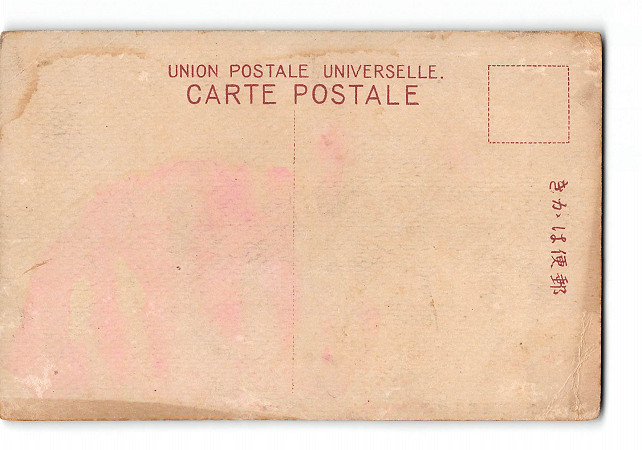 UNION POSTALE UNIVERSELLE.
CARTE POSTALE
郵便はかき